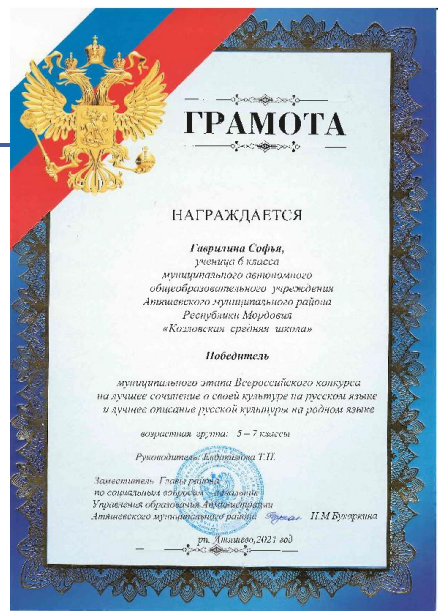 ГРАМОТА
НАГРАЖДАЕТСЯ
Гаврилина Софья,
ученица 6 класса
муниципального автономного
общеобразовательного учреждения
Атяшевского муниципального района
Республики Мордовия
«Козловская средняя школа»
Победитель
муниципального этапа Всероссийского конкурса
на лучшее сочинение о своей культуре на русском языке
и лучшее описание русской культуры на родном языке
возрастная группа: 5 – 7 классы
Руководитель: Евдокимова Т.П.
Заместитель Главы района
по социальным вопросам – начальник
Управления образования Администрации
Атяшевского муниципального района И.М Бугоркина
рп. Атяшево, 2021 год